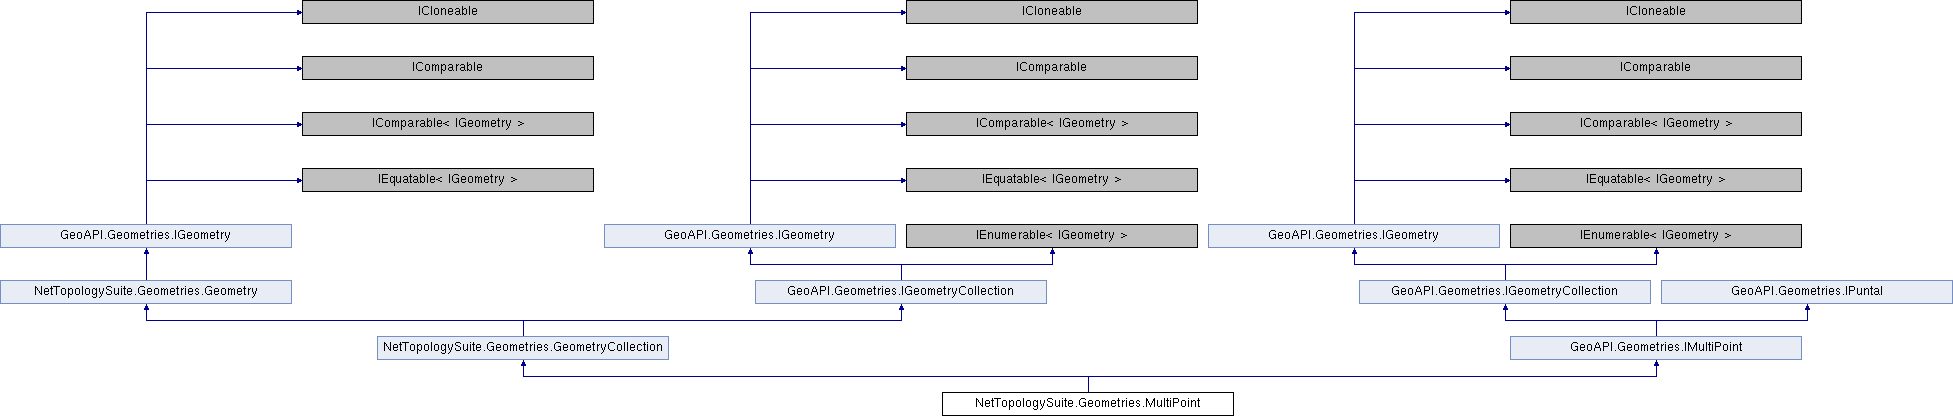 ICloneable ICloneable ICloneable
IComparable IComparable IComparable
IComparable< IGeometry > IComparable< IGeometry > IComparable< IGeometry >
IEquatable< IGeometry > IEquatable< IGeometry > IEquatable< IGeometry >
GeoAPI.Geometries.IGeometry GeoAPI.Geometries.IGeometry IEnumerable< IGeometry > GeoAPI.Geometries.IGeometry IEnumerable< IGeometry >
NetTopologySuite.Geometries.Geometry GeoAPI.Geometries.IGeometryCollection GeoAPI.Geometries.IGeometryCollection GeoAPI.Geometries.IPuntal
NetTopologySuite.Geometries.GeometryCollection GeoAPI.Geometries.IMultiPoint
NetTopologySuite.Geometries.MultiPoint